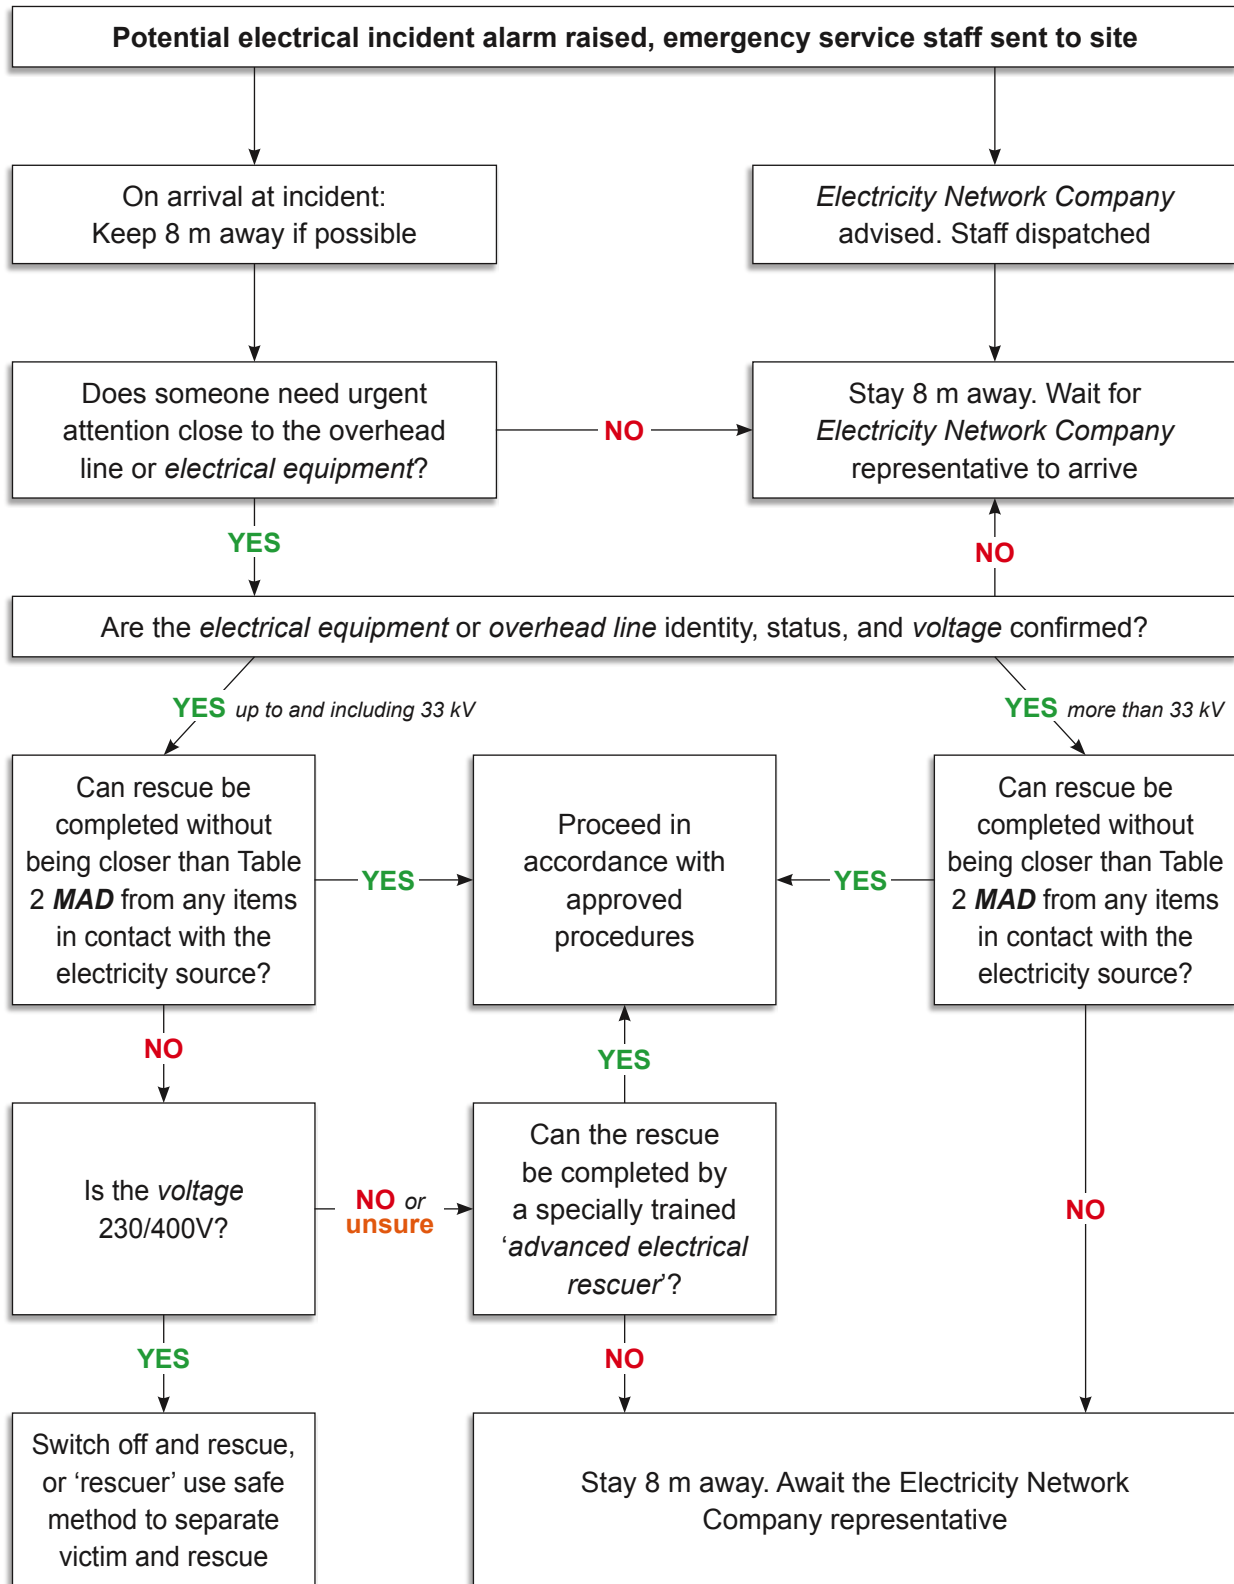 Potential electrical incident alarm raised, emergency service staff sent to site
On arrival at incident:
Keep 8 m away if possible
Electricity Network Company
advised. Staff dispatched
Does someone need urgent
attention close to the overhead
line or electrical equipment?
NO
Stay 8 m away. Wait for
Electricity Network Company
representative to arrive
YES
NO
Are the electrical equipment or overhead line identity, status, and voltage confirmed?
YES up to and including 33 kV
YES more than 33 kV
Can rescue be
completed without
being closer than Table
2 MAD from any items
in contact with the
electricity source?
YES
Proceed in
accordance with
approved
procedures
YES
Can rescue be
completed without
being closer than Table
2 MAD from any items
in contact with the
electricity source?
NO
YES
Is the voltage
230/400V?
NO or
unsure
Can the rescue
be completed by
a specially trained
‘advanced electrical
rescuer’?
NO
YES
NO
Switch off and rescue,
or ‘rescuer’ use safe
method to separate
victim and rescue
Stay 8 m away. Await the Electricity Network
Company representative